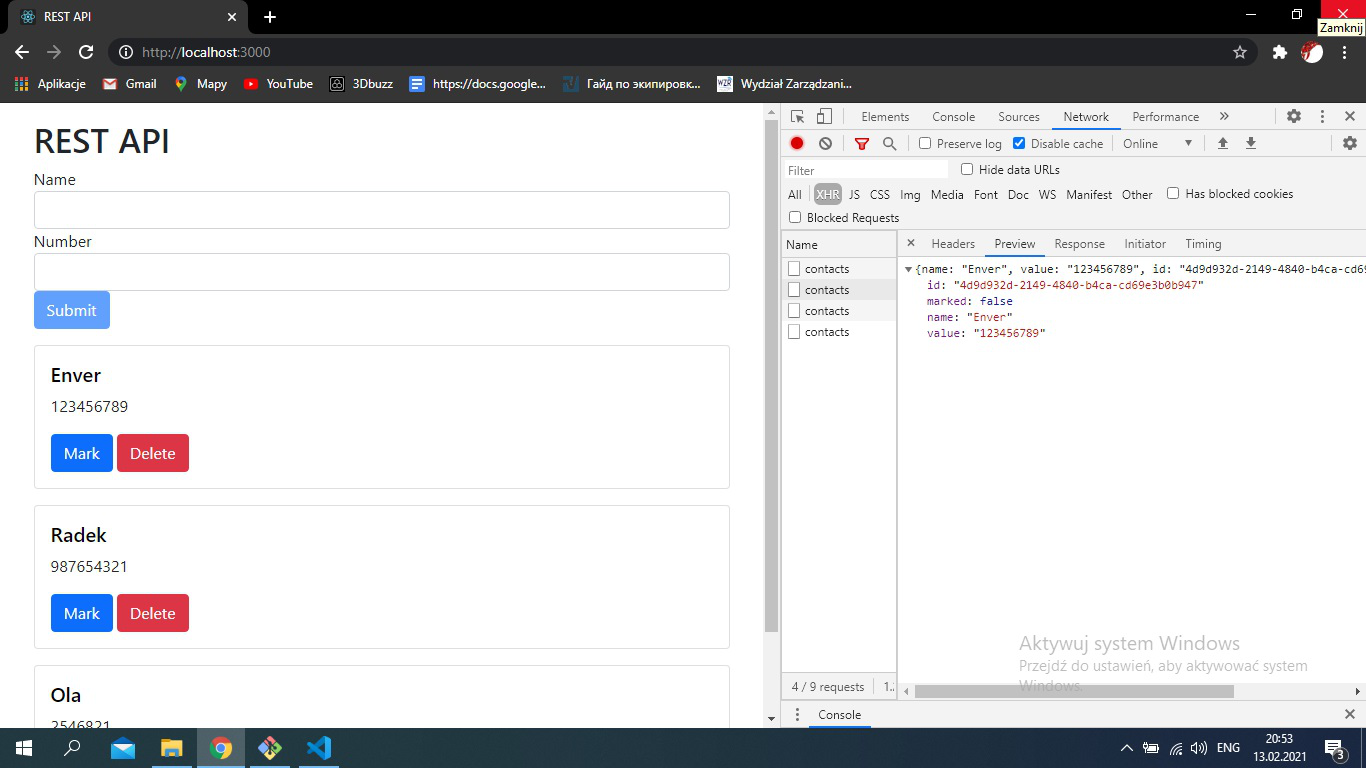 REST API
Zamknij
http://localhost:3000
Aplikacje
Gmail
Mapy
YouTube
3Dbuzz
https://docs.google...
Гайд по экипировк...
Wydział Zarządzani...
REST API
Name
Number
Submit
Enver
123456789
Mark
Delete
Radek
987654321
Mark
Delete
Ola
2546821
Elements
Console
Sources
Network
Performance
Preserve log
Disable cache
Online
Filter
Hide data URLs
All
XHR
JS
CSS
Img
Media
Font
Doc
WS
Manifest
Other
Has blocked cookies
Blocked Requests
Name
contacts
contacts
contacts
contacts
Headers
Preview
Response
Initiator
Timing
{name: "Enver", value: "123456789", id: "4d9d932d-2149-4840-b4ca-cd69
id: "4d9d932d-2149-4840-b4ca-cd69e3b0b947"
marked: false
name: "Enver"
value: "123456789"
4 / 9 requests
1.
Aktywuj system Windows
Przejdź do ustawień, aby aktywować system
Windows.
Console
ENG
20:53
13.02.2021
3